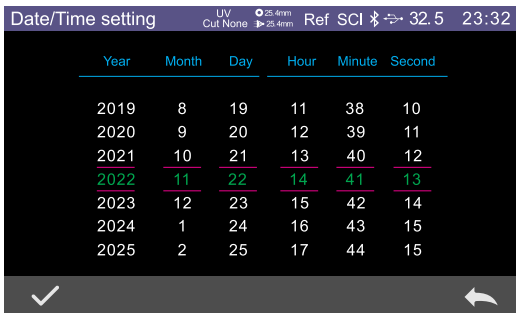 Date/Time setting UV Cut None 25.4mm 25.4mm Ref SCI 32.5 23:32
Year Month Day Hour Minute Second
2019 8 19 11 38 10
2020 9 20 12 39 11
2021 10 21 13 40 12
2022 11 22 14 41 13
2023 12 23 15 42 14
2024 1 24 16 43 15
2025 2 25 17 44 15